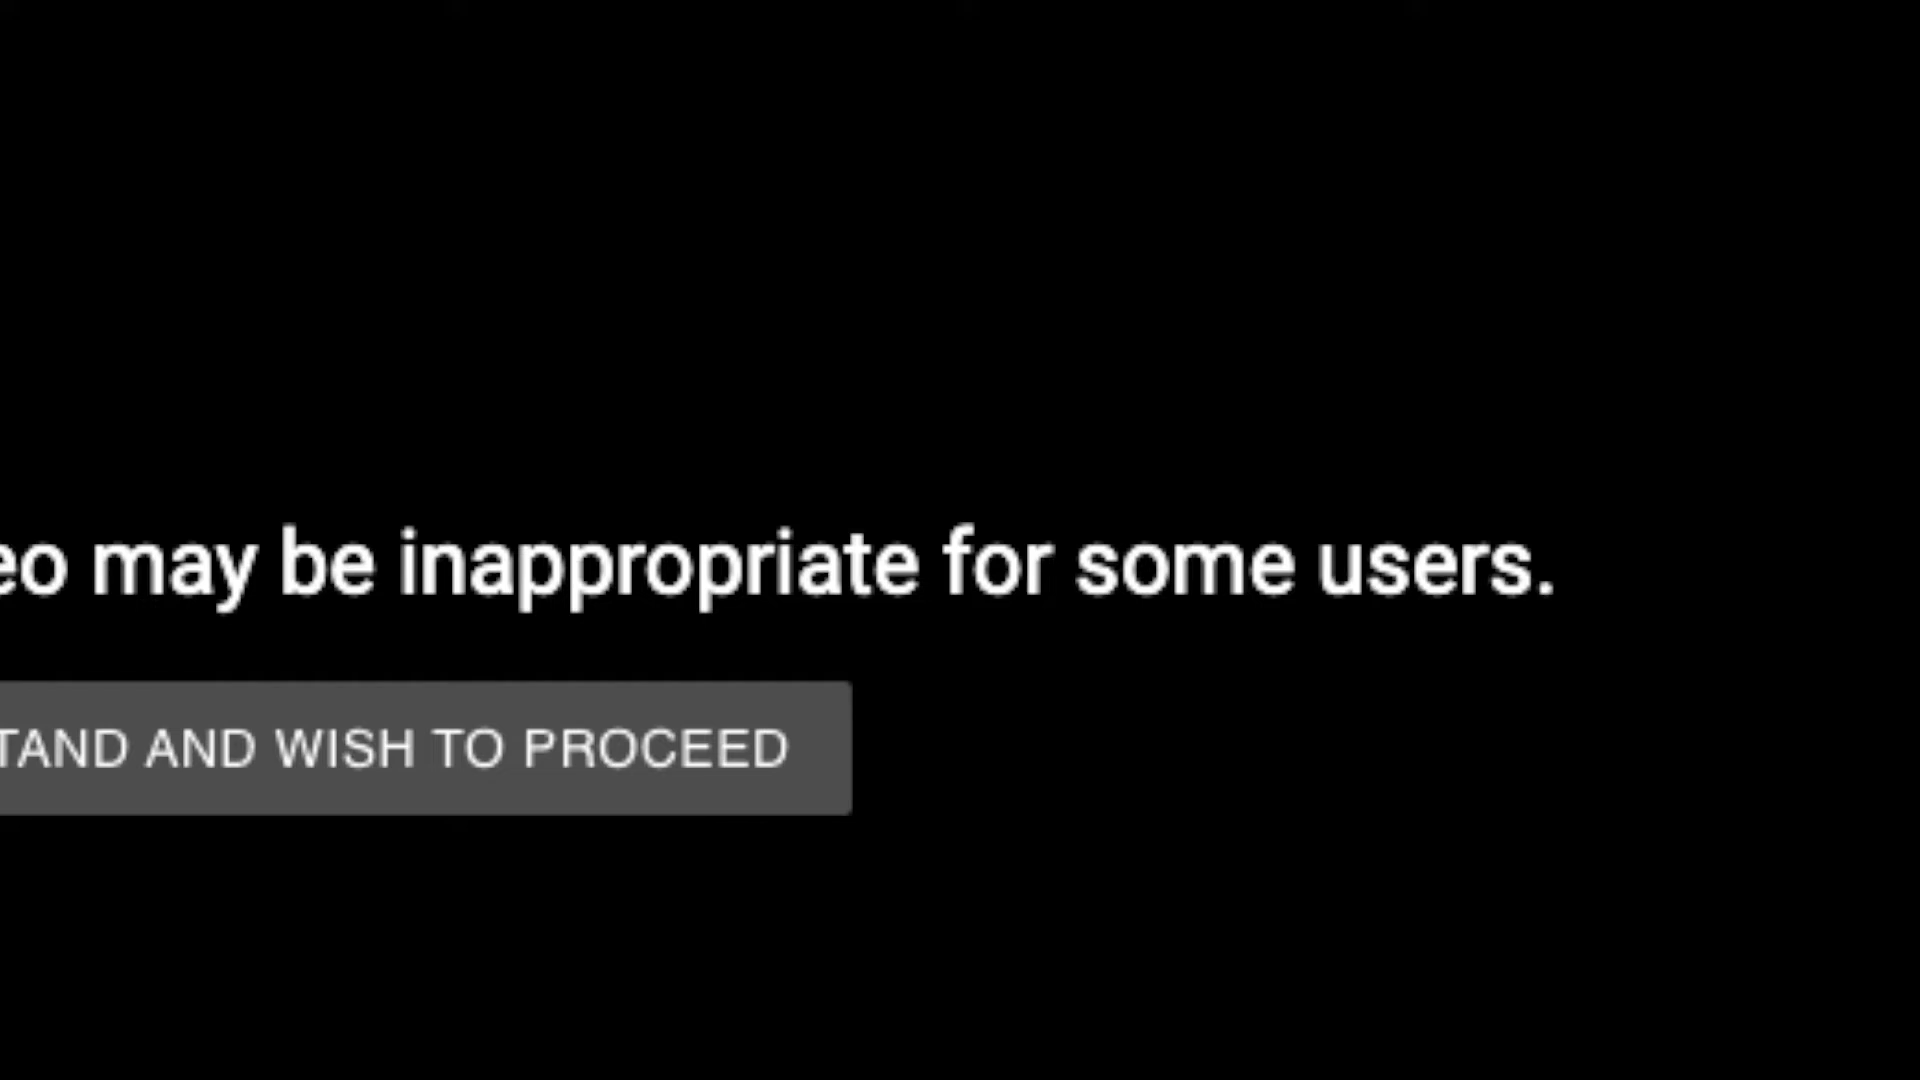 eo may be inappropriate for some users.
TAND AND WISH TO PROCEED